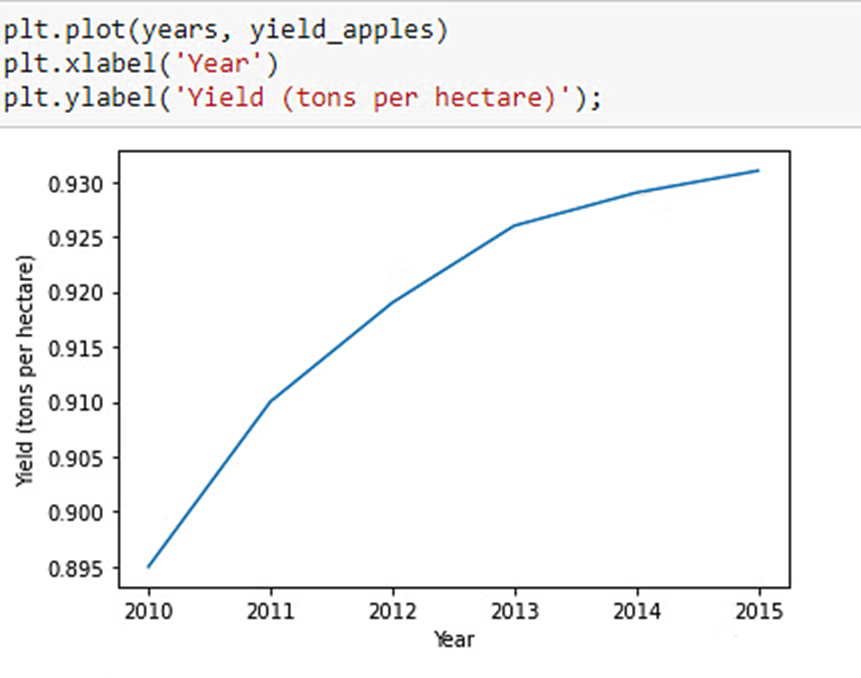 plt.plot(years, yield_apples)
plt.xlabel('Year')
plt.ylabel('Yield (tons per hectare)');
Yield (tons per hectare)
0.930
0.925
0.920
0.915
0.910
0.905
0.900
0.895
2010 2011 2012 2013 2014 2015
Year